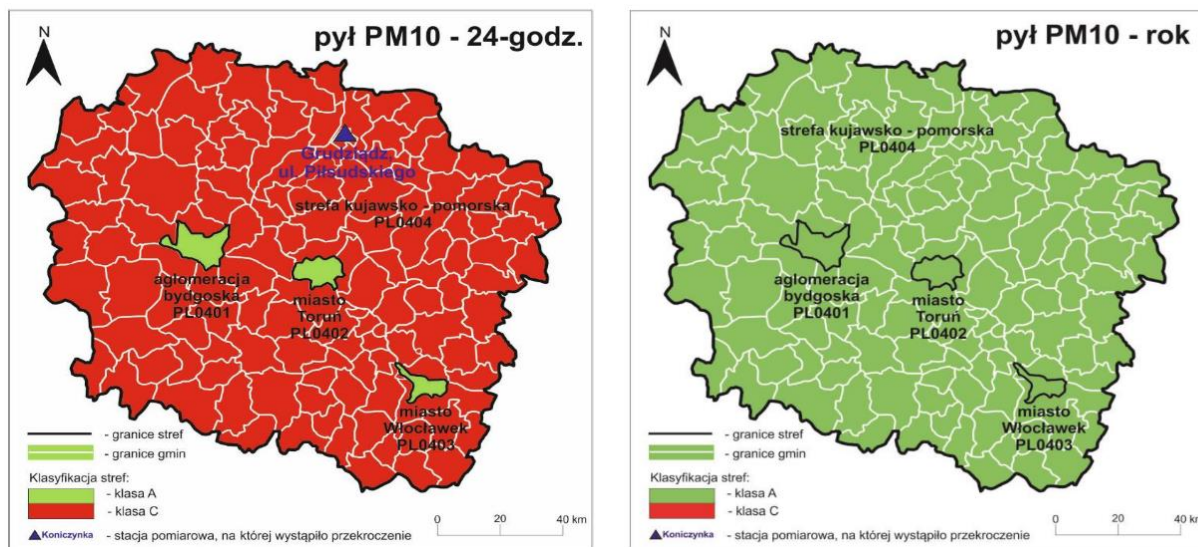 pył PM10 - 24-godz.
N
Grudziądz,
ul. Piłsudskiego
strefa kujawsko - pomorska
PL0404
aglomeracja
bydgoska
PL0401
miasto
Toruń
PL0402
miasto
Włocławek
PL0403
- granice stref
- granice gmin
Klasyfikacja stref:
- klasa A
- klasa C
Koniczynka - stacja pomiarowa, na której wystąpiło przekroczenie
0 20 40 km
pył PM10 - rok
N
strefa kujawsko - pomorska
PL0404
aglomeracja
bydgoska
PL0401
miasto
Toruń
PL0402
miasto
Włocławek
PL0403
- granice stref
- granice gmin
Klasyfikacja stref:
- klasa A
- klasa C
Koniczynka - stacja pomiarowa, na której wystąpiło przekroczenie
0 20 40 km